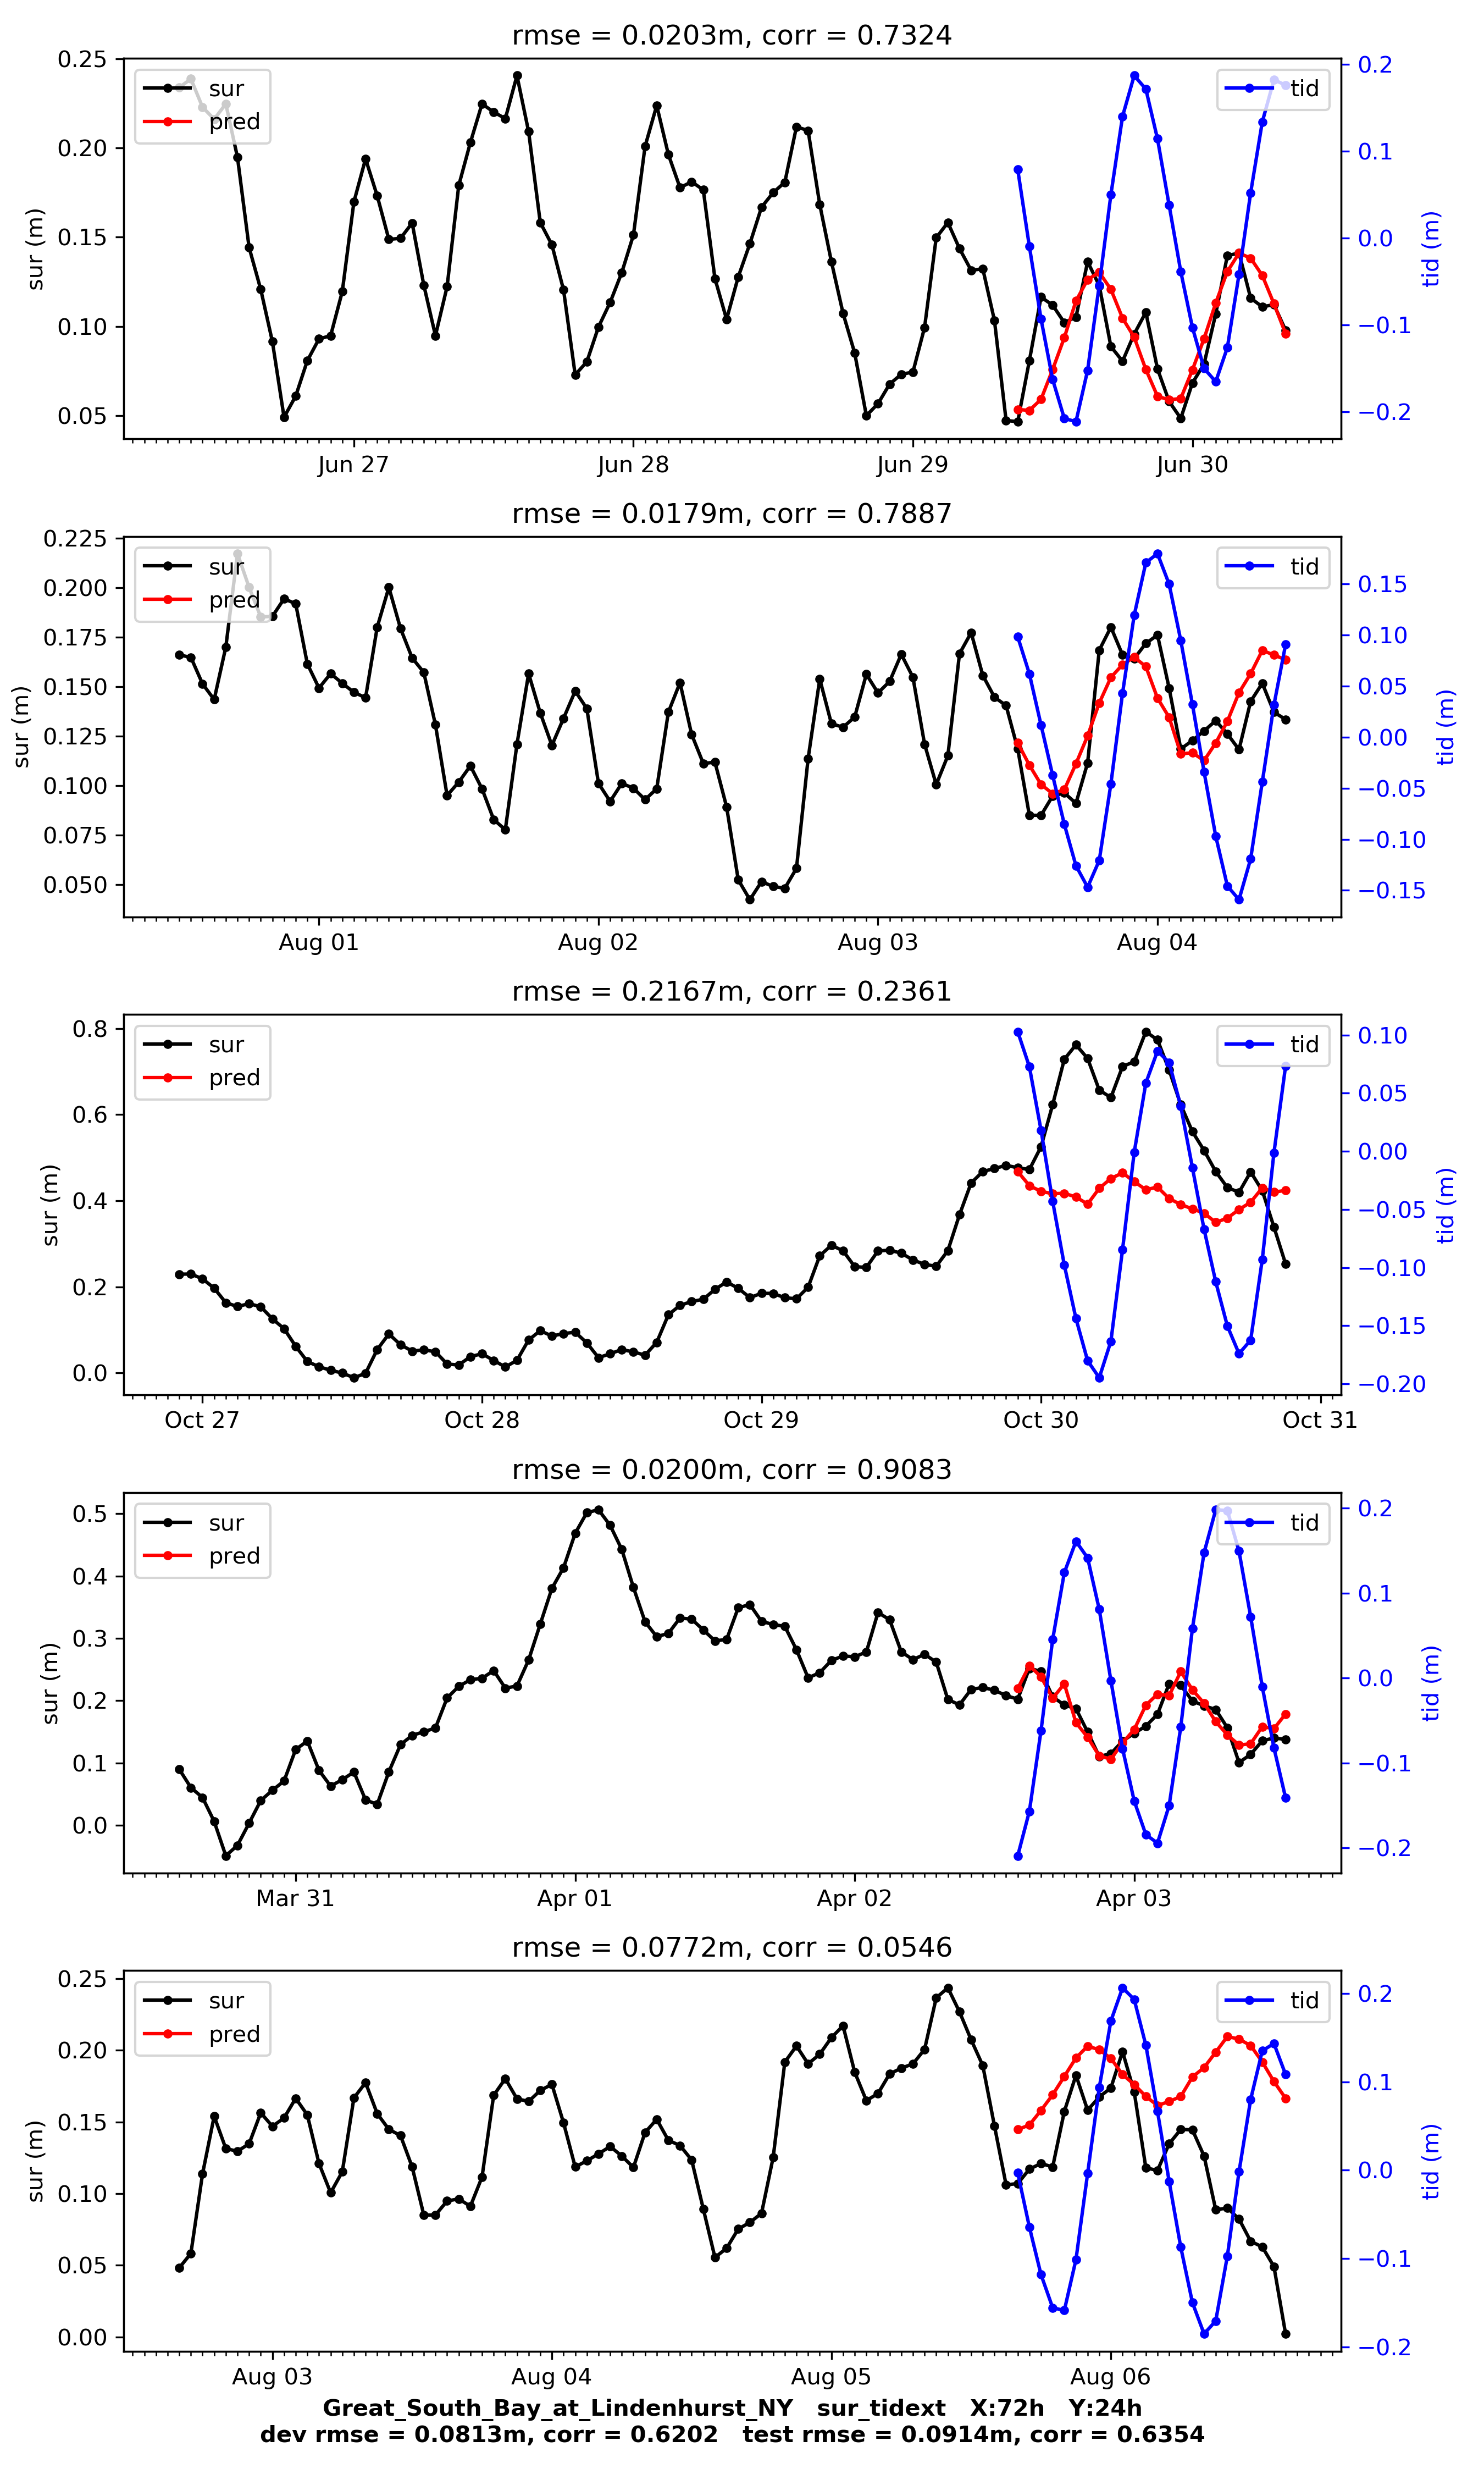 rmse = 0.0203m, corr = 0.7324
0.25
0.20
0.15
0.10
0.05
sur (m)
sur
pred
tid
0.2
0.1
0.0
−0.1
−0.2
tid (m)
Jun 27 Jun 28 Jun 29 Jun 30
rmse = 0.0179m, corr = 0.7887
0.225
0.200
0.175
0.150
0.125
0.100
0.075
0.050
sur (m)
sur
pred
tid
0.15
0.10
0.05
0.00
−0.05
−0.10
−0.15
tid (m)
Aug 01 Aug 02 Aug 03 Aug 04
rmse = 0.2167m, corr = 0.2361
0.8
0.6
0.4
0.2
0.0
sur (m)
sur
pred
tid
0.10
0.05
0.00
−0.05
−0.10
−0.15
−0.20
tid (m)
Oct 27 Oct 28 Oct 29 Oct 30 Oct 31
rmse = 0.0200m, corr = 0.9083
0.5
0.4
0.3
0.2
0.1
0.0
sur (m)
sur
pred
tid
0.2
0.1
0.0
−0.1
−0.2
tid (m)
Mar 31 Apr 01 Apr 02 Apr 03
rmse = 0.0772m, corr = 0.0546
0.25
0.20
0.15
0.10
0.05
0.00
sur (m)
sur
pred
tid
0.2
0.1
0.0
−0.1
−0.2
tid (m)
Aug 03 Aug 04 Aug 05 Aug 06
Great_South_Bay_at_Lindenhurst_NY sur_tidext X:72h Y:24h
dev rmse = 0.0813m, corr = 0.6202 test rmse = 0.0914m, corr = 0.6354